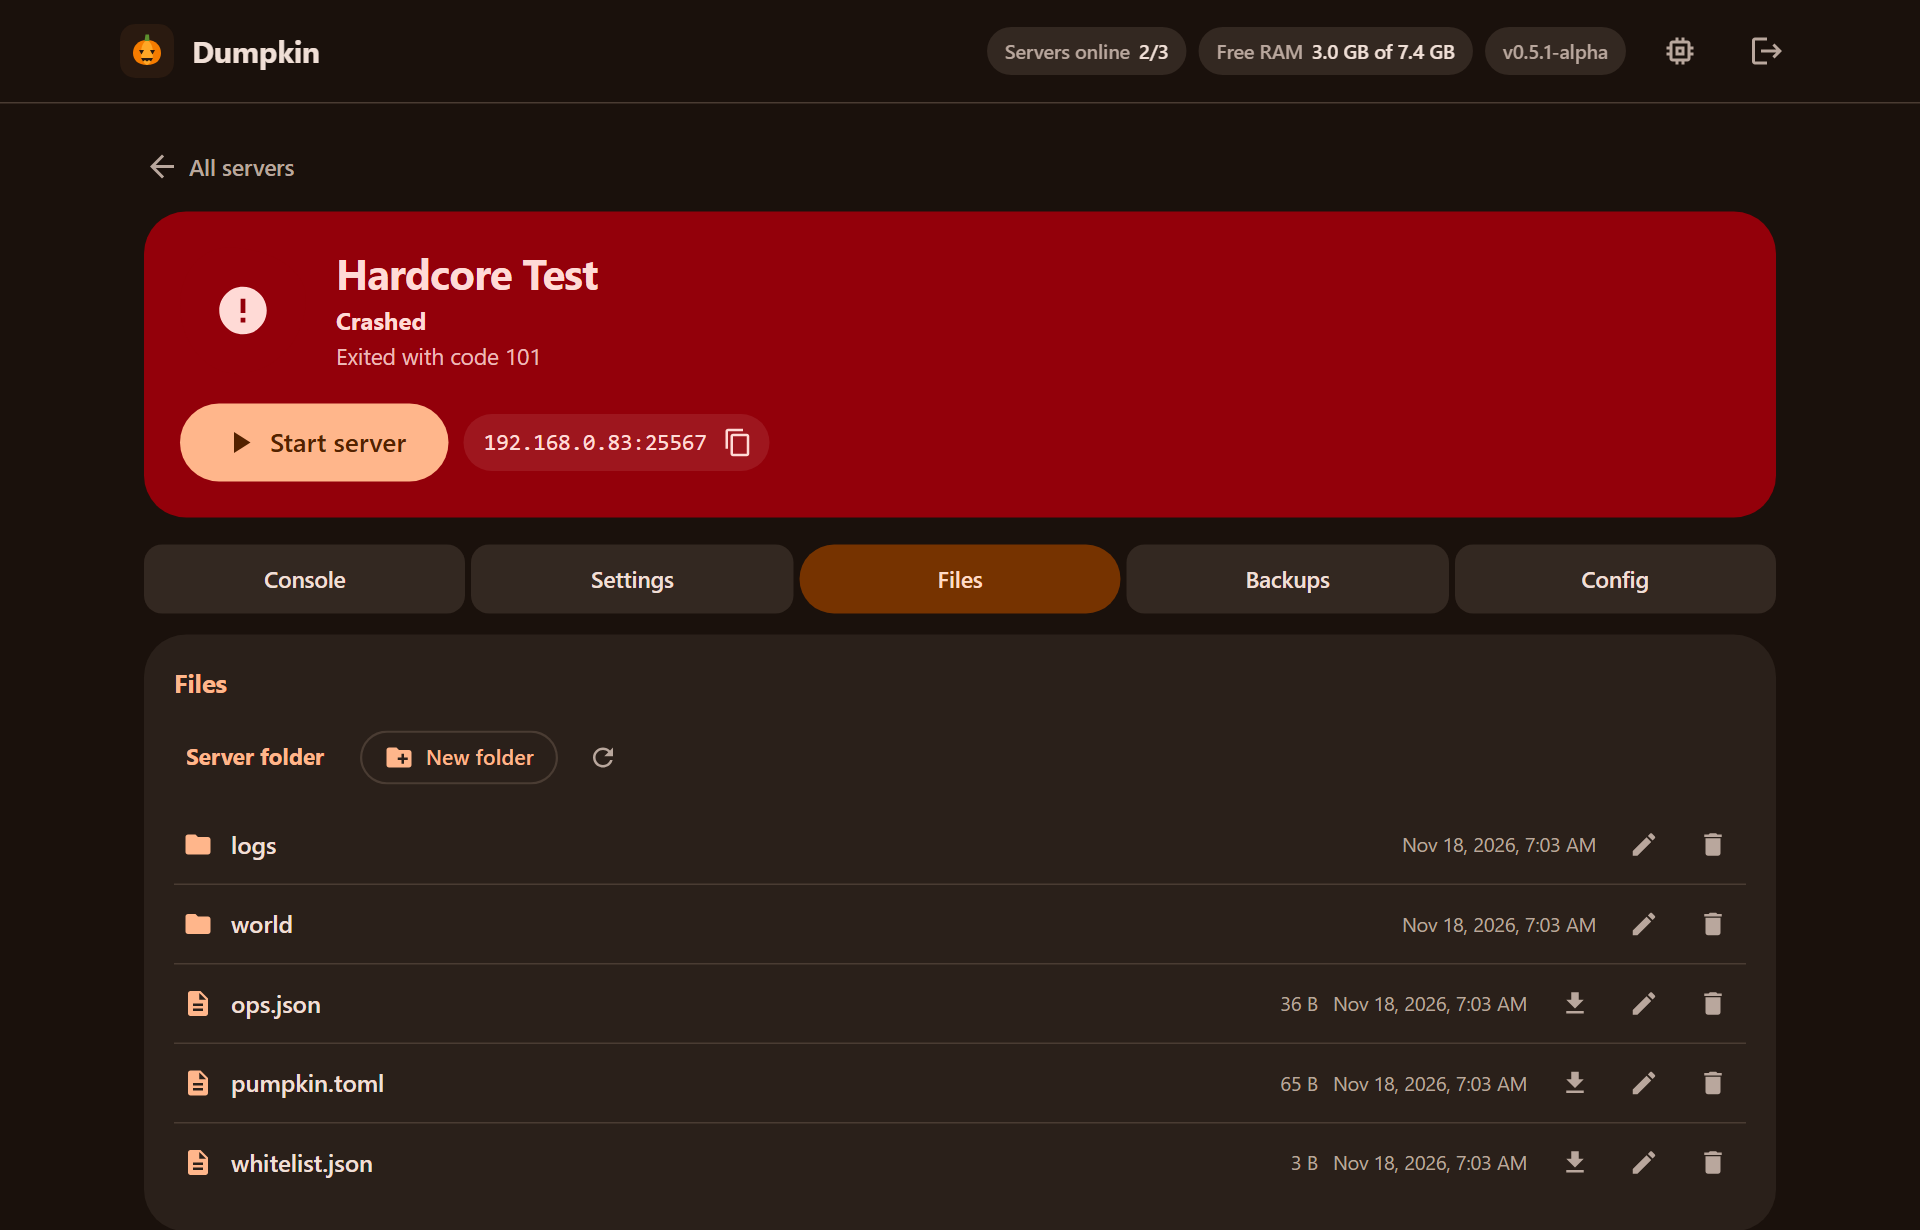 Dumpkin
Servers online 2/3
Free RAM 3.0 GB of 7.4 GB
v0.5.1-alpha
All servers
Hardcore Test
Crashed
Exited with code 101
Start server
192.168.0.83:25567
Console
Settings
Files
Backups
Config
Files
Server folder
New folder
logs
Nov 18, 2026, 7:03 AM
world
Nov 18, 2026, 7:03 AM
ops.json
36 B Nov 18, 2026, 7:03 AM
pumpkin.toml
65 B Nov 18, 2026, 7:03 AM
whitelist.json
3 B Nov 18, 2026, 7:03 AM